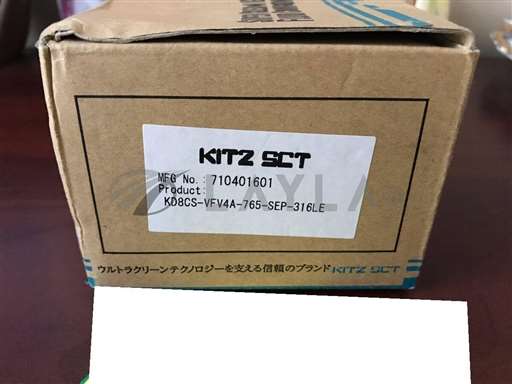 KITZ SCT
MFG No.: 710401601
Product:
KD8CS-VFV4A-765-SEP-316LE
ウルトラクリーンテクノロジーを支える信頼のブランド KITZ SCT